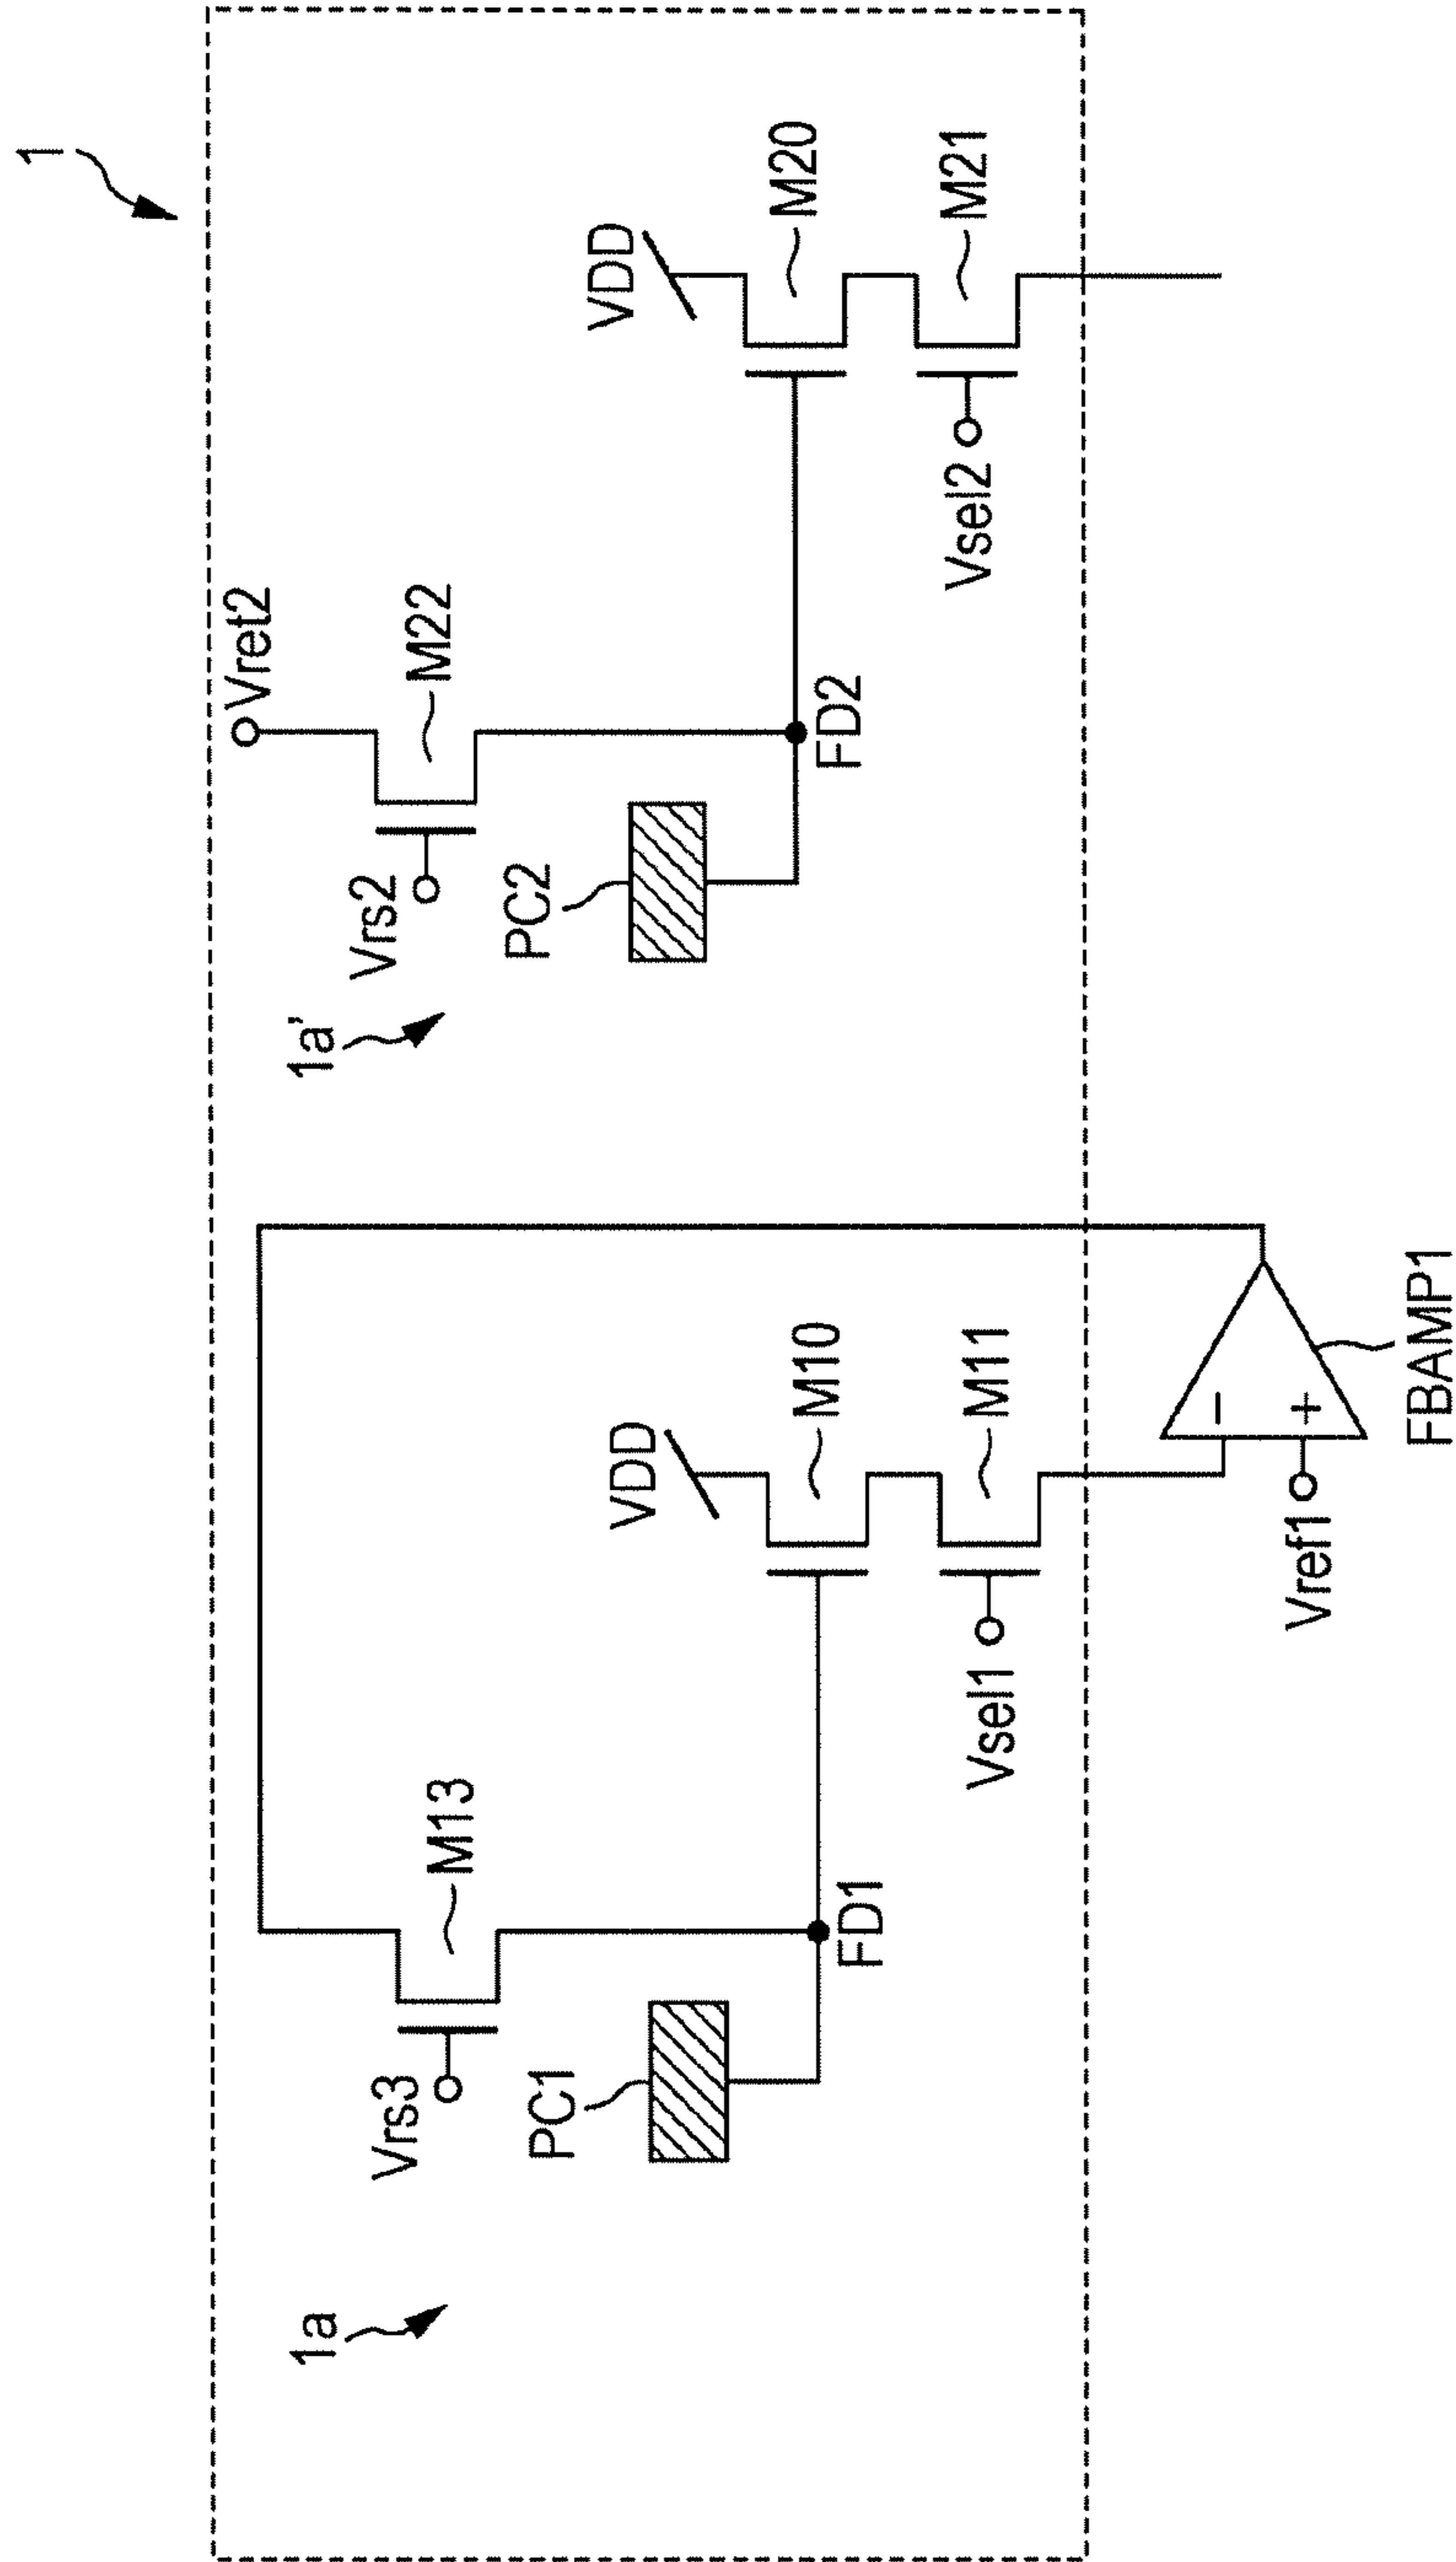 1
Vret2
M22
Vrs2
1a'
PC2
FD2
VDD
M20
M21
Vsel2
1a
Vrs3
M13
PC1
FD1
VDD
M10
M11
Vsel1
Vref1
−
+
FBAMP1